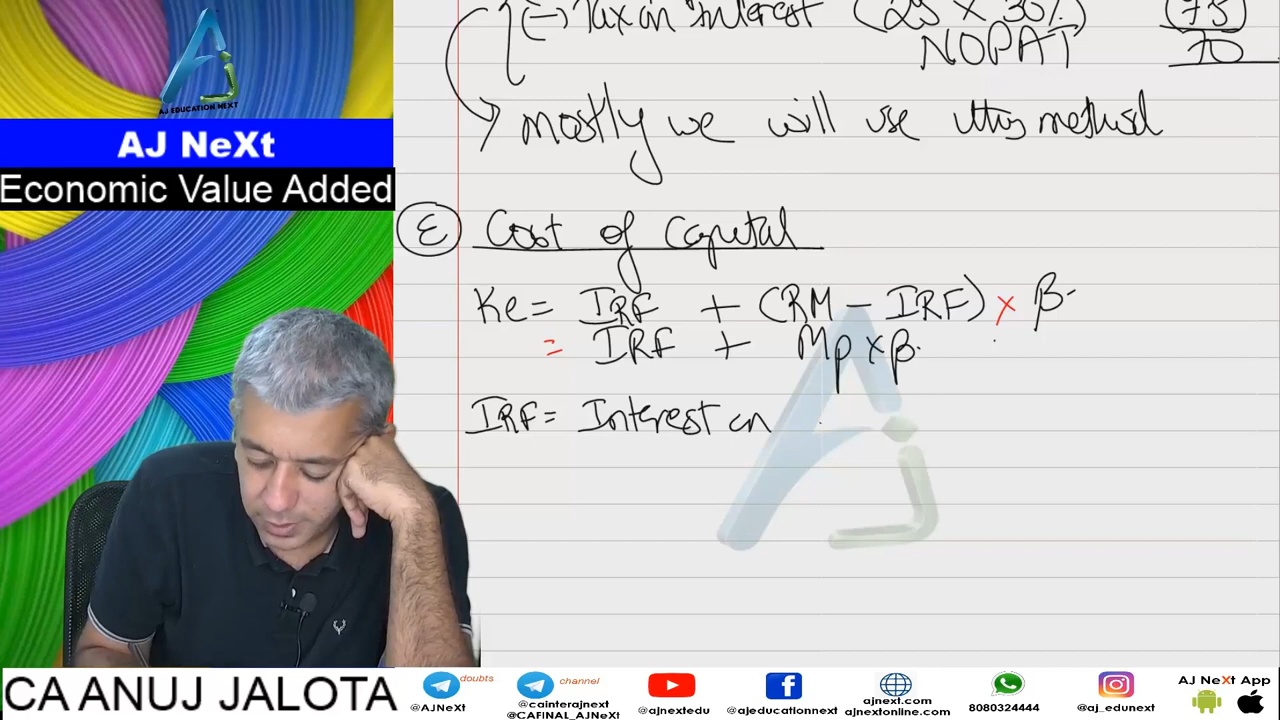 (-) Tax on Interest (25 x 30%) (7.5)
NOPAT 70
mostly we will use this method
E Cost of Capital
Ke = IRF + (RM - IRF) x β
= IRF + Mp x β.
IRF = Interest on
AJ EDUCATION NEXT
AJ NeXt
Economic Value Added
CA ANUJ JALOTA
doubts
@AJNeXt
channel
@cainterajnext
@CAFINAL_AJNeXt
@ajnextedu
@ajeducationnext
ajnext.com
ajnextonline.com
8080324444
@aj_edunext
AJ NeXt App